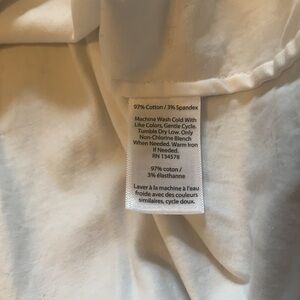 97% Cotton / 3% Spandex
Machine Wash Cold With
Like Colors, Gentle Cycle.
Tumble Dry Low. Only
Non-Chlorine Bleach
When Needed. Warm Iron
If Needed.
RN 134578
97% coton /
3% élasthanne
Laver à la machine à l'eau
froide avec des couleurs
similaires, cycle doux.